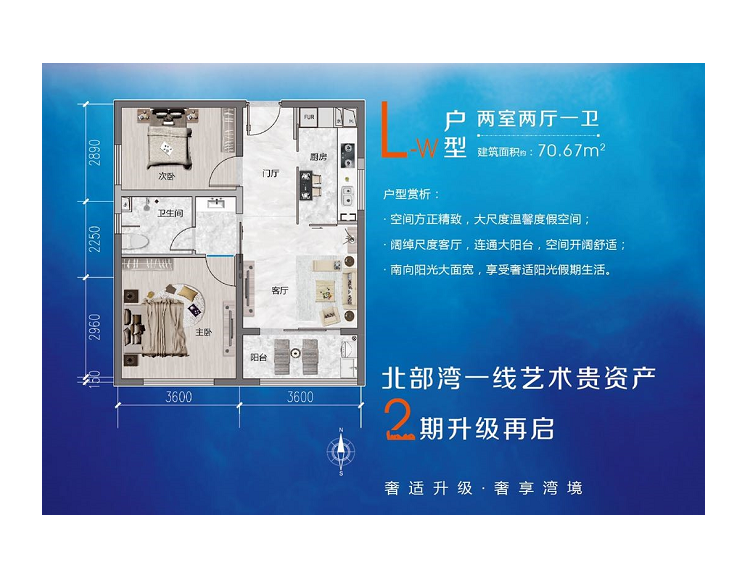 L-W 户型
两室两厅一卫
建筑面积约：70.67m²
户型赏析：
·空间方正精致，大尺度温馨度假空间；
·阔绰尺度客厅，连通大阳台，空间开阔舒适；
·南向阳光大面宽，享受奢适阳光假期生活。
北部湾一线艺术贵资产
2期升级再启
奢适升级·奢享湾境
2890
2250
2960
150
3600
3600
次卧
门厅
FUR
厨房
卫生间
客厅
主卧
阳台
N
S